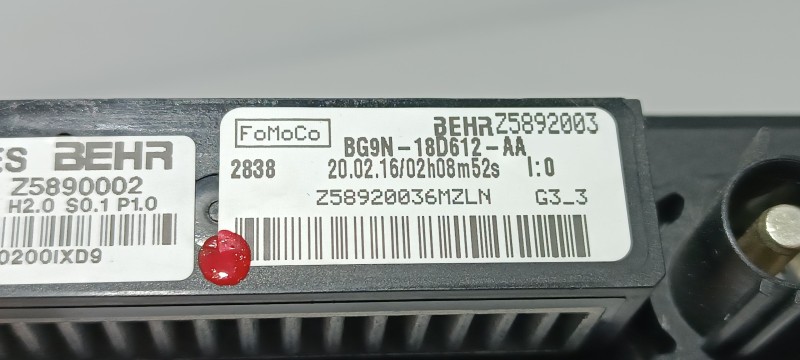 ES BEHR
Z5890002
H2.0 S0.1 P1.0
0200IXD9
FoMoCo BEHR Z5892003
BG9N-18D612-AA
2838 20.02.16/02h08m52s I:0
Z58920036MZLN G3_3